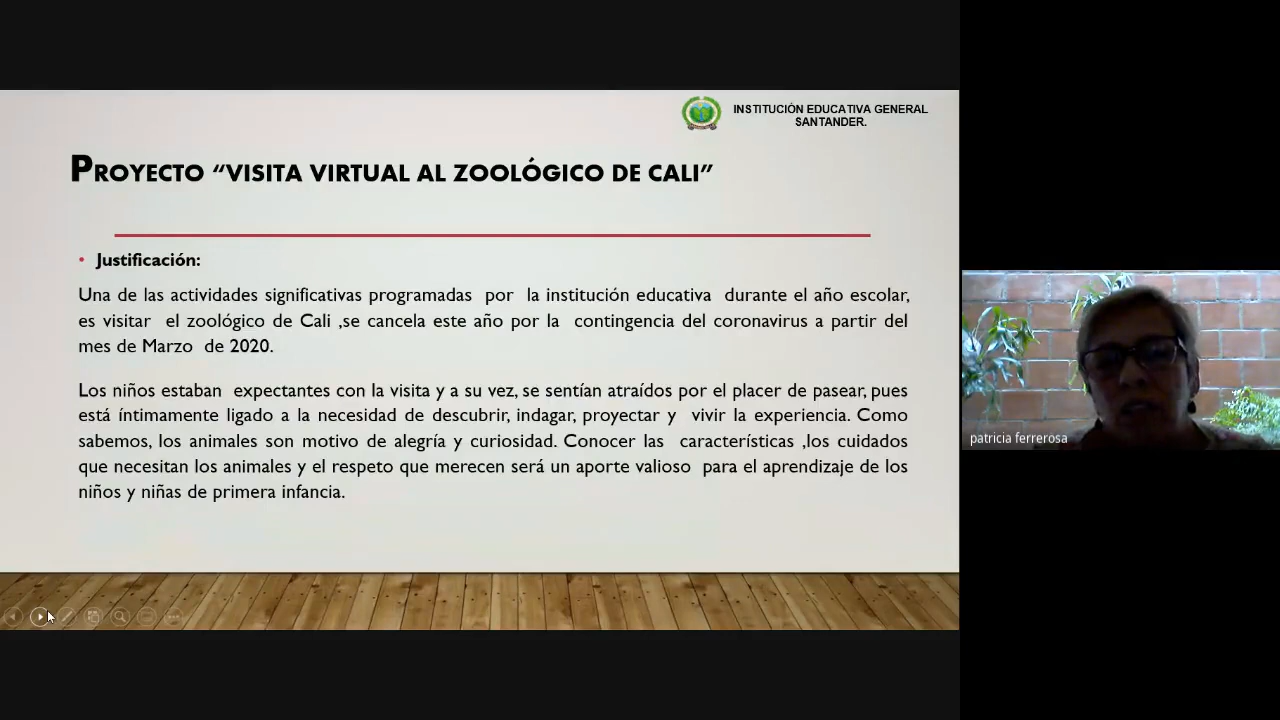 INSTITUCIÓN EDUCATIVA GENERAL
SANTANDER.
PROYECTO “VISITA VIRTUAL AL ZOOLÓGICO DE CALI”
• Justificación:
Una de las actividades significativas programadas por la institución educativa durante el año escolar,
es visitar el zoológico de Cali ,se cancela este año por la contingencia del coronavirus a partir del
mes de Marzo de 2020.
Los niños estaban expectantes con la visita y a su vez, se sentían atraídos por el placer de pasear, pues
está íntimamente ligado a la necesidad de descubrir, indagar, proyectar y vivir la experiencia. Como
sabemos, los animales son motivo de alegría y curiosidad. Conocer las características ,los cuidados
que necesitan los animales y el respeto que merecen será un aporte valioso para el aprendizaje de los
niños y niñas de primera infancia.
patricia ferrerosa